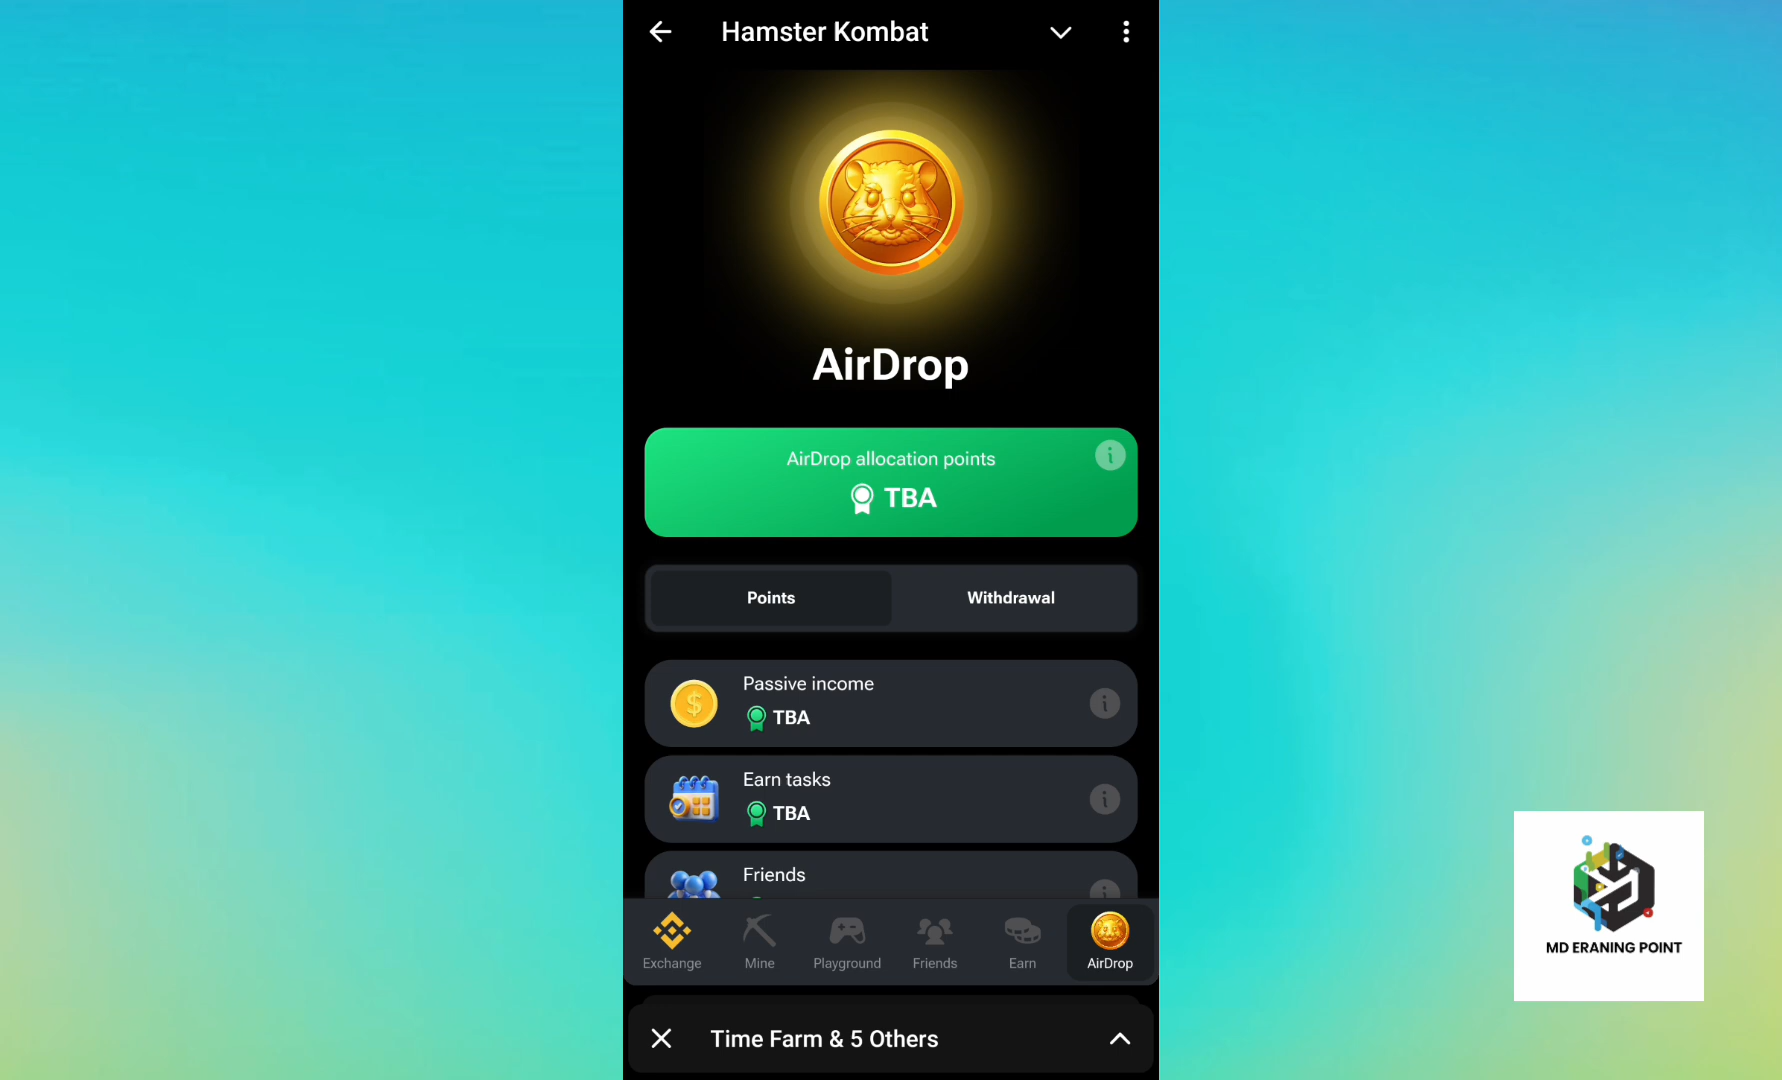 Hamster Kombat
AirDrop
AirDrop allocation points
TBA
Points
Withdrawal
Passive income
TBA
Earn tasks
TBA
Friends
Exchange
Mine
Playground
Friends
Earn
AirDrop
Time Farm & 5 Others
MD ERANING POINT